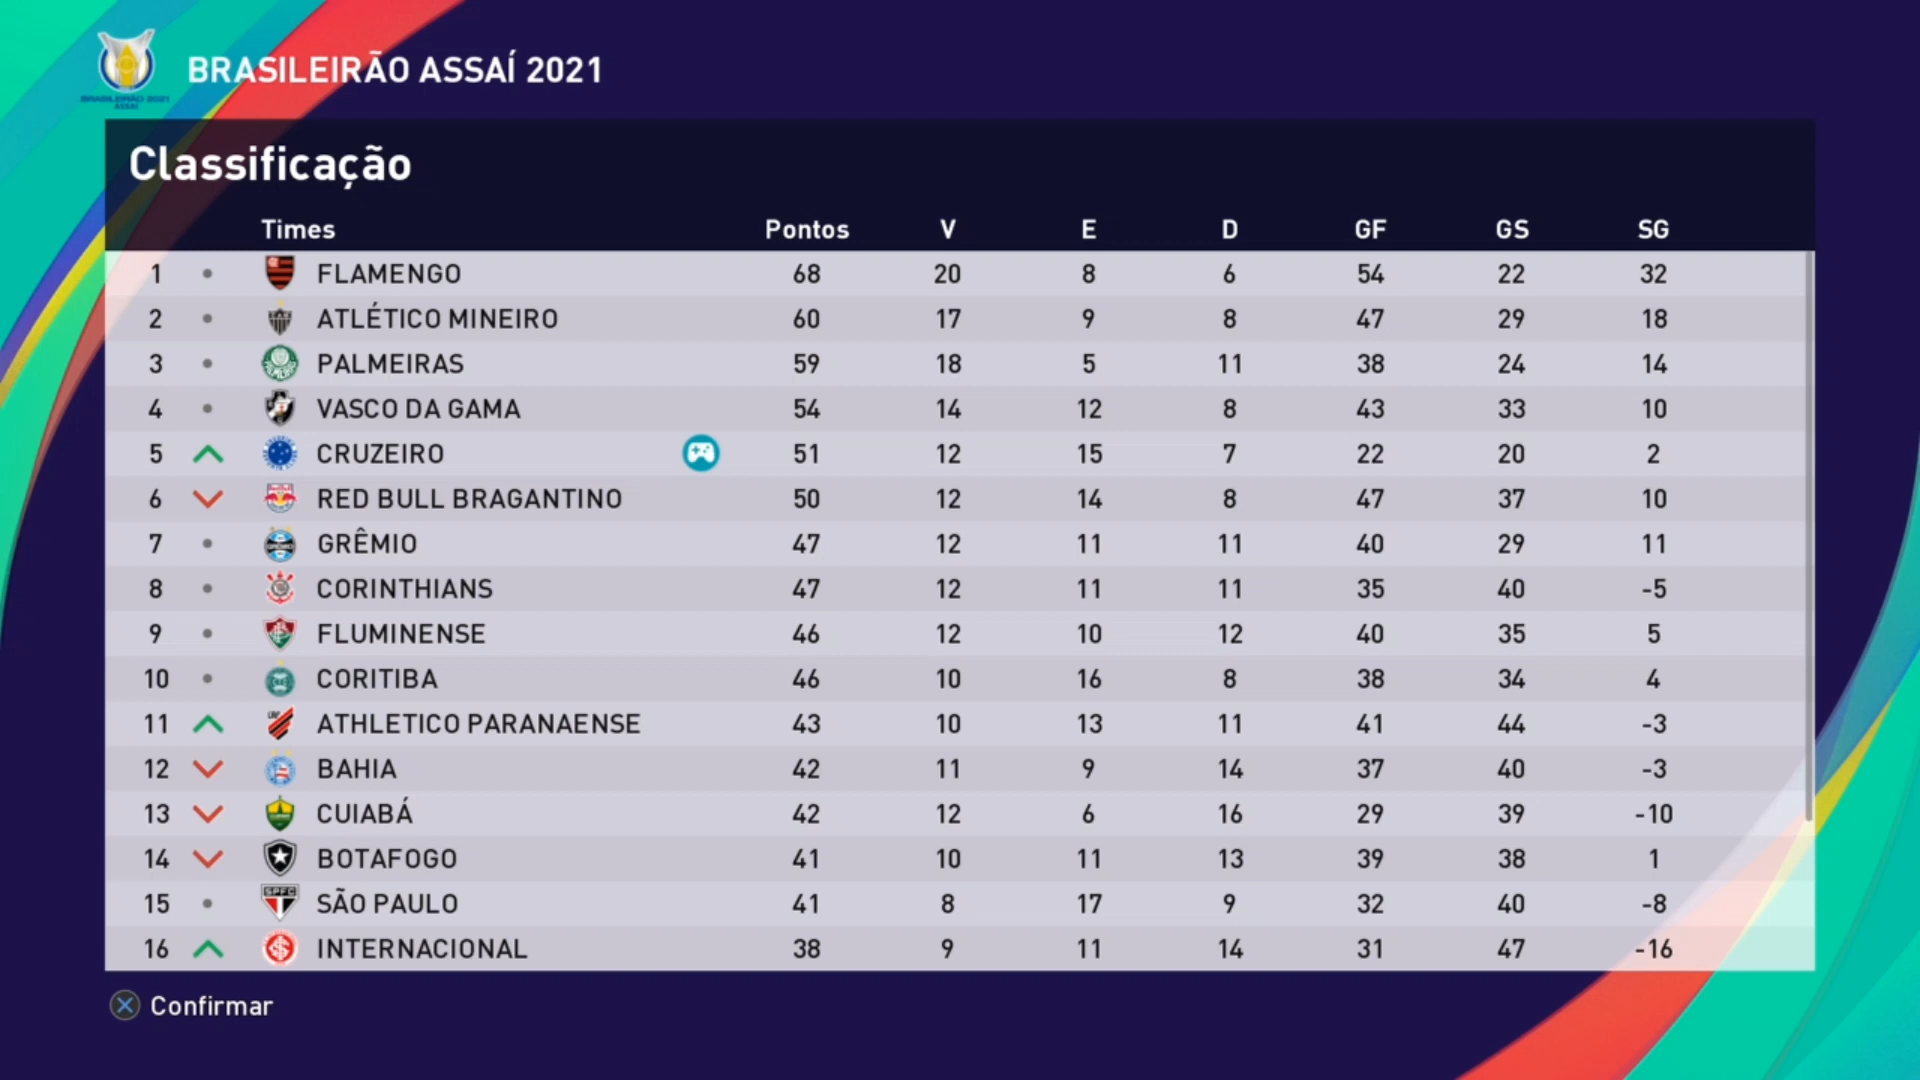 BRASILEIRÃO 2021
ASSAÍ
BRASILEIRÃO ASSAÍ 2021
Classificação
Times Pontos V E D GF GS SG
1 FLAMENGO 68 20 8 6 54 22 32
2 ATLÉTICO MINEIRO 60 17 9 8 47 29 18
3 PALMEIRAS 59 18 5 11 38 24 14
4 VASCO DA GAMA 54 14 12 8 43 33 10
5 CRUZEIRO 51 12 15 7 22 20 2
6 RED BULL BRAGANTINO 50 12 14 8 47 37 10
7 GRÊMIO 47 12 11 11 40 29 11
8 CORINTHIANS 47 12 11 11 35 40 -5
9 FLUMINENSE 46 12 10 12 40 35 5
10 CORITIBA 46 10 16 8 38 34 4
11 ATHLETICO PARANAENSE 43 10 13 11 41 44 -3
12 BAHIA 42 11 9 14 37 40 -3
13 CUIABÁ 42 12 6 16 29 39 -10
14 BOTAFOGO 41 10 11 13 39 38 1
15 SPFC SÃO PAULO 41 8 17 9 32 40 -8
16 INTERNACIONAL 38 9 11 14 31 47 -16
Confirmar